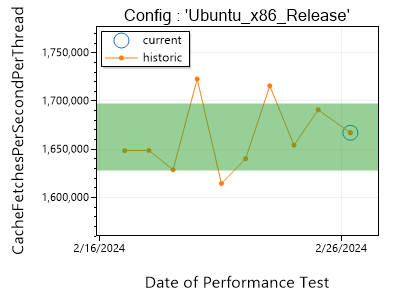 Config : 'Ubuntu_x86_Release'
CacheFetchesPerSecondPerThread
1,750,000
1,700,000
1,650,000
1,600,000
current
historic
2/16/2024
2/26/2024
Date of Performance Test